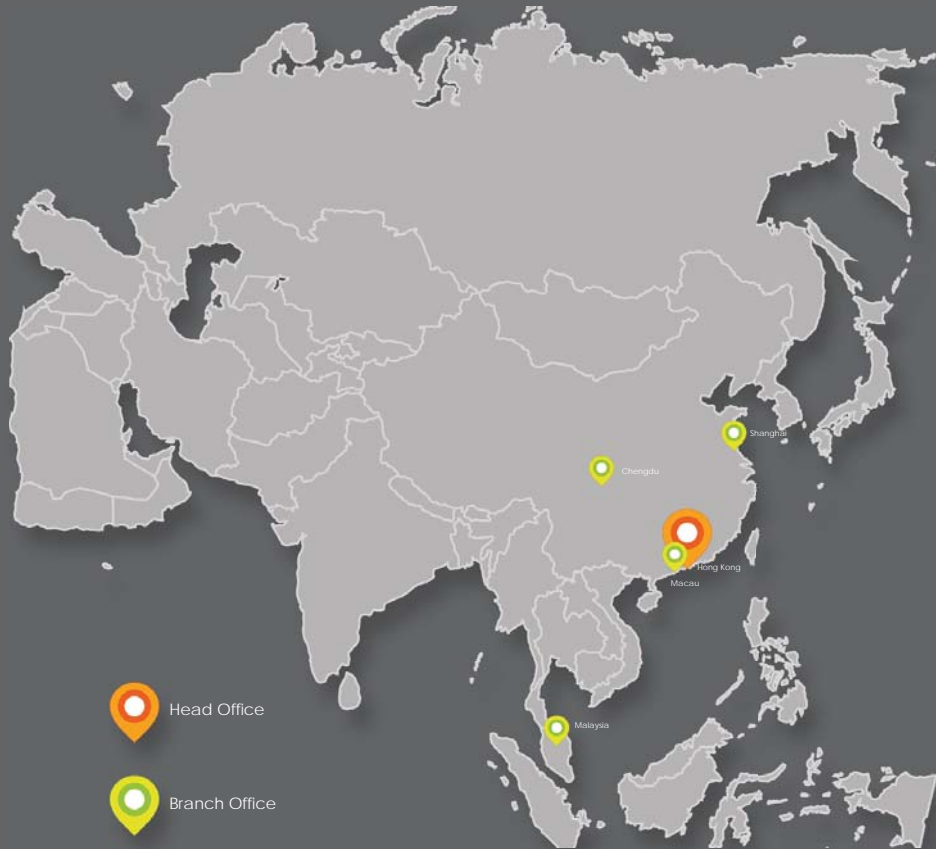 Shanghai
Chengdu
Hong Kong
Macau
Head Office
Malaysia
Branch Office